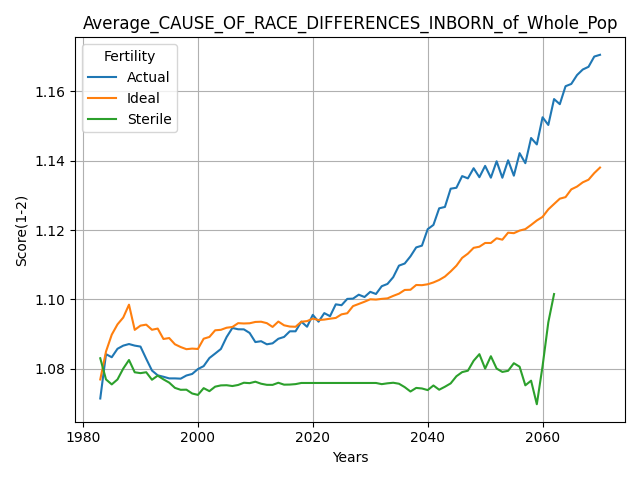 Average_CAUSE_OF_RACE_DIFFERENCES_INBORN_of_Whole_Pop
Fertility
Actual
Ideal
Sterile
Score(1-2)
1.16
1.14
1.12
1.10
1.08
1980
2000
2020
2040
2060
Years